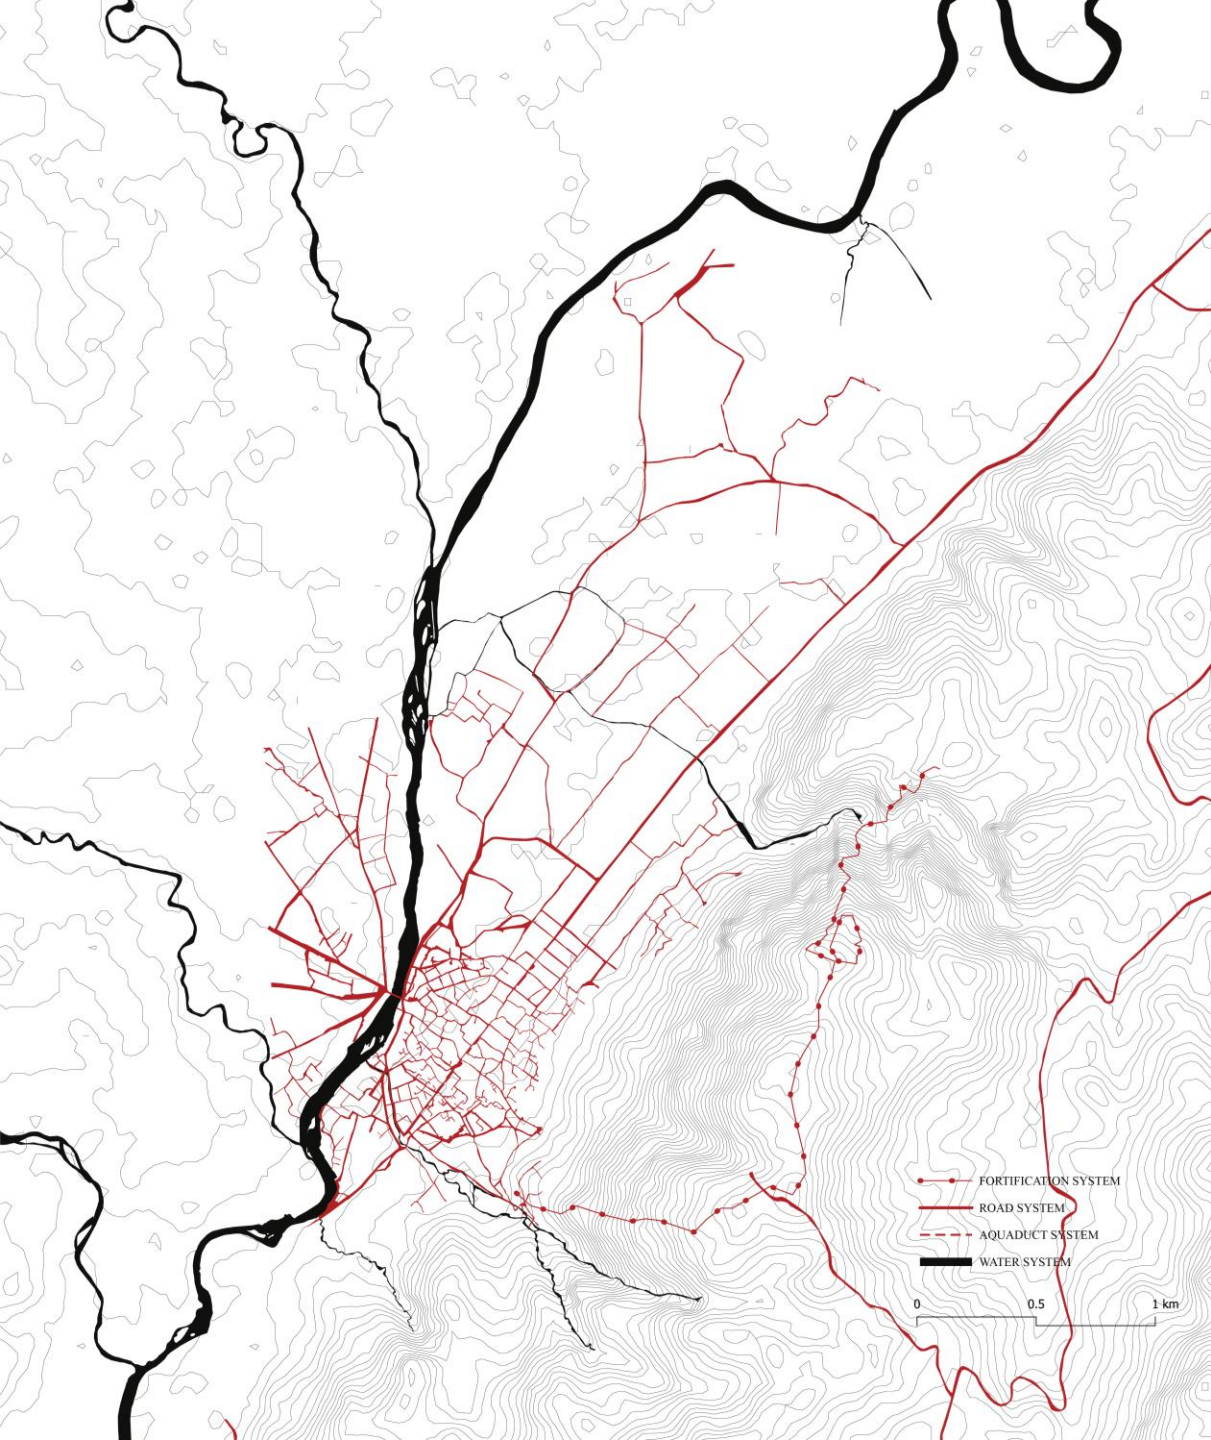 FORTIFICATION SYSTEM
ROAD SYSTEM
AQUADUCT SYSTEM
WATER SYSTEM
0 0.5 1 km